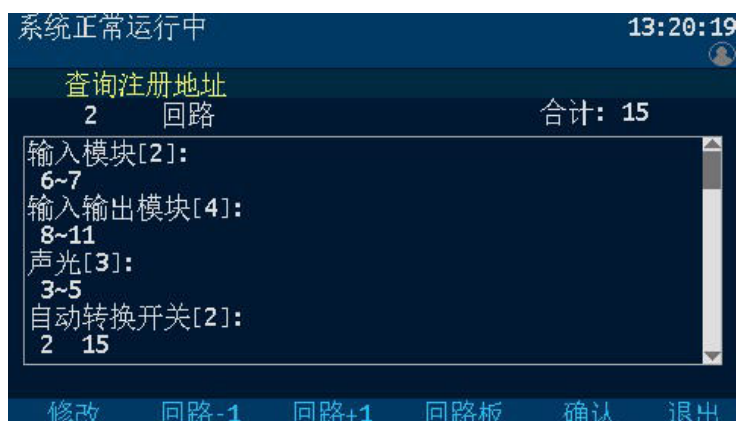 系统正常运行中 13:20:19
查询注册地址
2 回路 合计: 15
输入模块[2]:
6~7
输入输出模块[4]:
8~11
声光[3]:
3~5
自动转换开关[2]:
2 15
修改 回路-1 回路+1 回路板 确认 退出